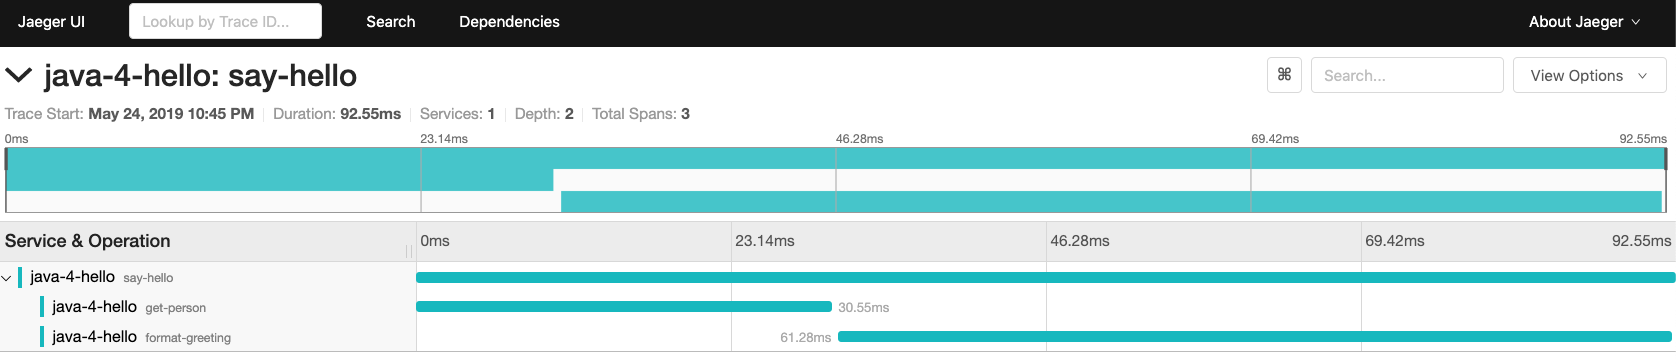 Jaeger UI Lookup by Trace ID... Search Dependencies About Jaeger
java-4-hello: say-hello ⌘ Search... View Options
Trace Start: May 24, 2019 10:45 PM Duration: 92.55ms Services: 1 Depth: 2 Total Spans: 3
0ms 23.14ms 46.28ms 69.42ms 92.55ms
Service & Operation 0ms 23.14ms 46.28ms 69.42ms 92.55ms
java-4-hello say-hello
java-4-hello get-person 30.55ms
java-4-hello format-greeting 61.28ms